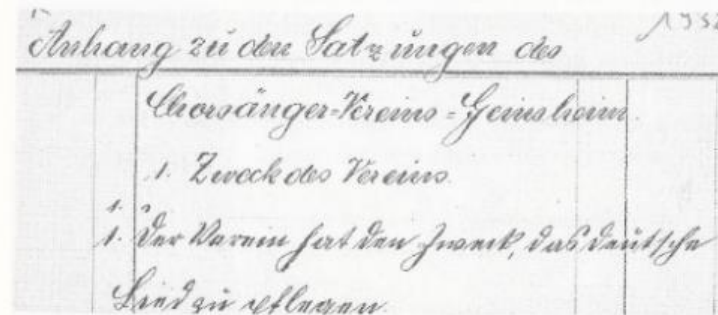 Anhang zu den Satzungen des
Chorsänger-Vereins-Geinsheim.
1. Zweck des Vereins.
1.
1. Der Verein hat den Zweck, das deutsche
Lied zu pflegen.